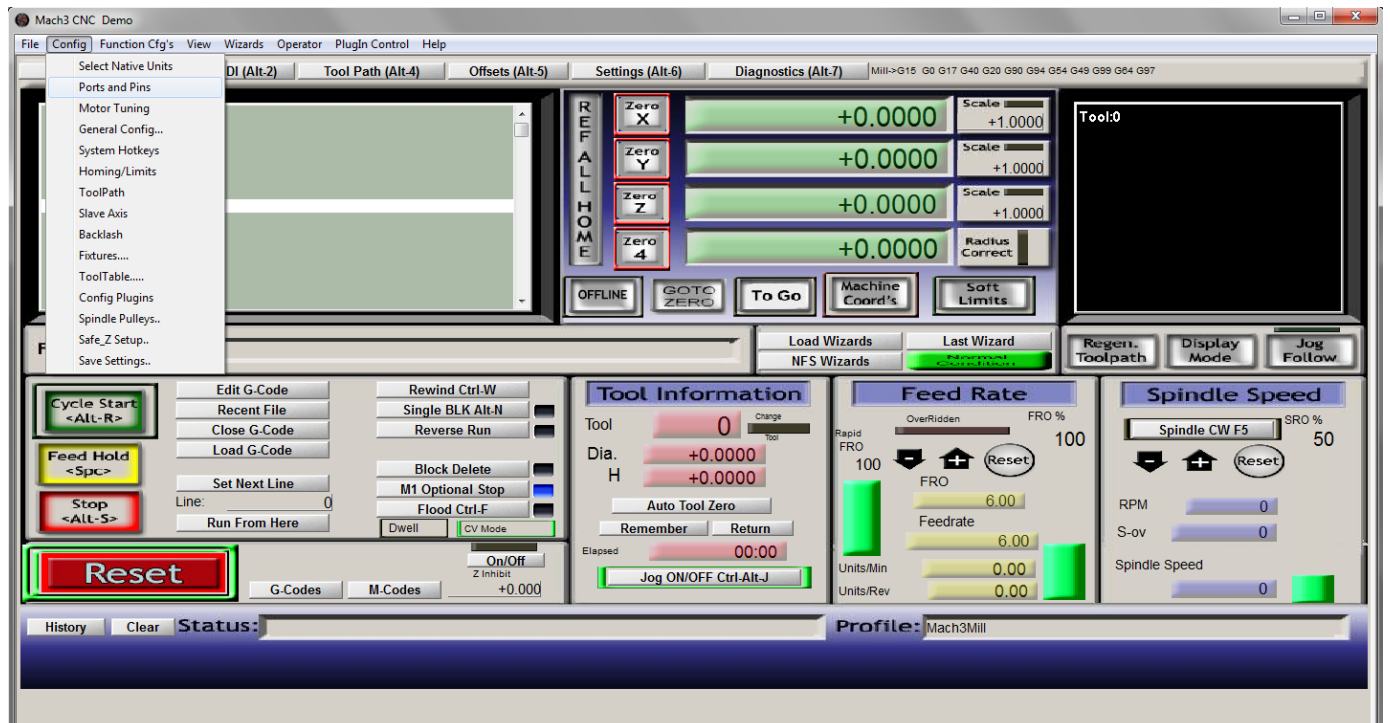 Mach3 CNC Demo
File Config Function Cfg's View Wizards Operator PlugIn Control Help
Select Native Units
Ports and Pins
Motor Tuning
General Config...
System Hotkeys
Homing/Limits
ToolPath
Slave Axis
Backlash
Fixtures....
ToolTable.....
Config Plugins
Spindle Pulleys..
Safe_Z Setup..
Save Settings..
DI (Alt-2) Tool Path (Alt-4) Offsets (Alt-5) Settings (Alt-6) Diagnostics (Alt-7) Mill->G15 G0 G17 G40 G20 G90 G94 G54 G49 G99 G64 G97
REF ALL HOME
Zero X +0.0000 Scale +1.0000
Zero Y +0.0000 Scale +1.0000
Zero Z +0.0000 Scale +1.0000
Zero 4 +0.0000 Radius Correct
OFFLINE GOTO ZERO To Go Machine Coord's Soft Limits
Tool:0
F
Load Wizards Last Wizard
NFS Wizards Normal Condition
Regen. Toolpath Display Mode Jog Follow
Cycle Start <Alt-R>
Feed Hold <Spc>
Stop <ALt-S>
Edit G-Code Rewind Ctrl-W
Recent File Single BLK Alt-N
Close G-Code Reverse Run
Load G-Code
Block Delete
Set Next Line M1 Optional Stop
Line: 0 Flood Ctrl-F
Run From Here Dwell CV Mode
Reset
G-Codes M-Codes
On/Off
Z Inhibit
+0.000
Tool Information
Tool 0 Change Tool
Dia. +0.0000
H +0.0000
Auto Tool Zero
Remember Return
Elapsed 00:00
Jog ON/OFF Ctrl-Alt-J
Feed Rate
OverRidden FRO %
100
Rapid FRO
100
Reset
FRO
6.00
Feedrate
6.00
Units/Min 0.00
Units/Rev 0.00
Spindle Speed
Spindle CW F5 SRO %
50
Reset
RPM 0
S-ov 0
Spindle Speed
0
History Clear Status: Profile: Mach3Mill